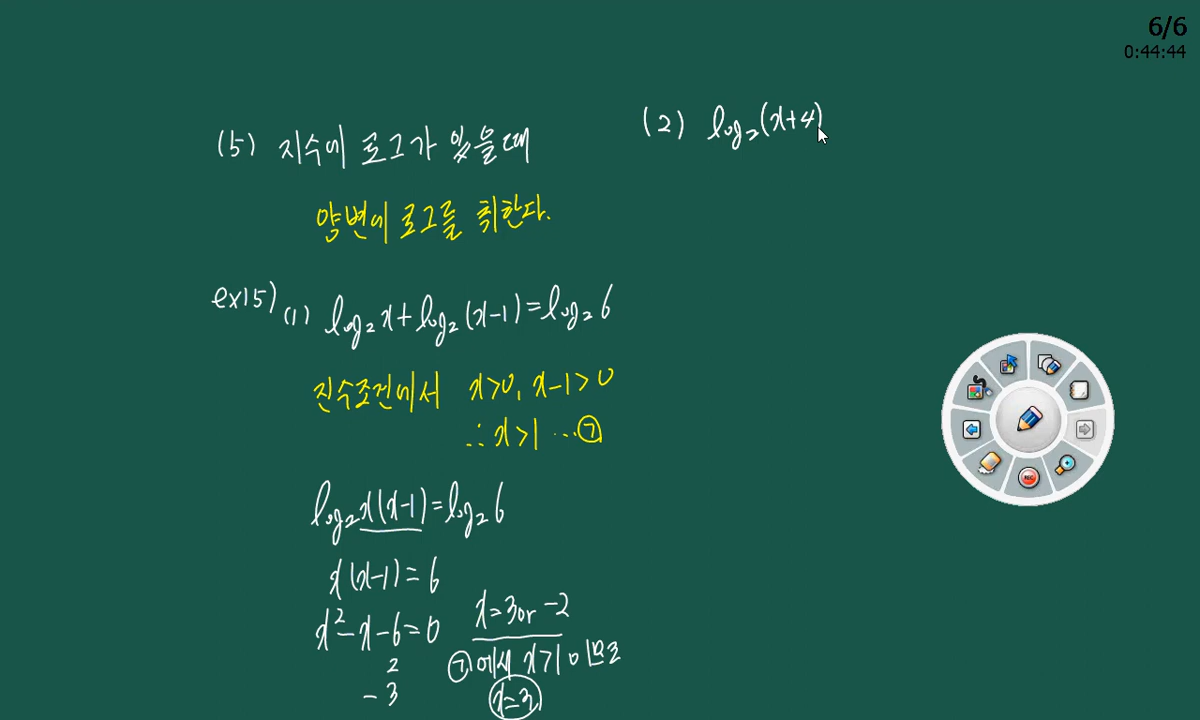 6/6
0:44:44
(5) 지수에 로그가 있을때
양변에 로그를 취한다.
ex15) (1) log₂x+log₂(x-1)=log₂6
진수조건에서 x>0, x-1>0
∴x>1 …㉠
log₂x(x-1)=log₂6
x(x-1)=6
x²-x-6=0
2
-3
x=3or -2
㉠에서 x>1이므로
x=3
(2) log₂(x+4)
REC